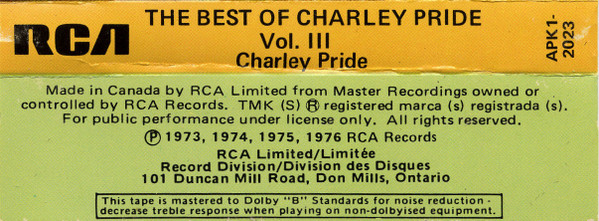 RCA
THE BEST OF CHARLEY PRIDE
Vol. III
Charley Pride
APK1-
2023
Made in Canada by RCA Limited from Master Recordings owned or
controlled by RCA Records. TMK (S) ® registered marca (s) registrada (s).
For public performance under license only. All rights reserved.
℗ 1973, 1974, 1975, 1976 RCA Records
RCA Limited/Limitée
Record Division/Division des Disques
101 Duncan Mill Road, Don Mills, Ontario
This tape is mastered to Dolby "B" Standards for noise reduction -
decrease treble response when playing on non-dolbyised equipment.